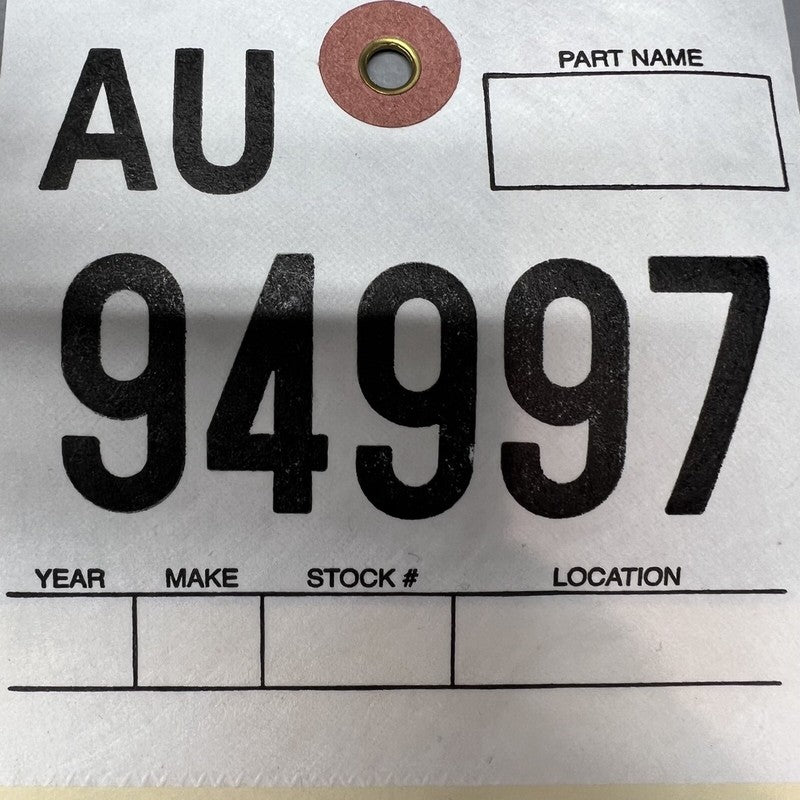 AU
PART NAME
94997
YEAR MAKE STOCK # LOCATION